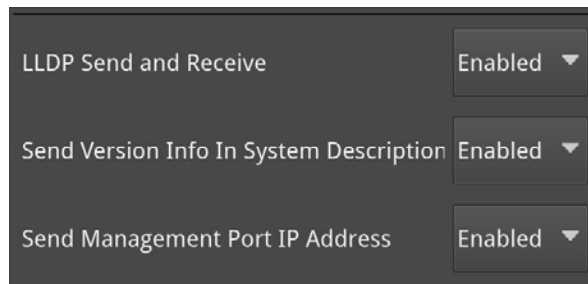 LLDP Send and Receive Enabled
Send Version Info In System Description Enabled
Send Management Port IP Address Enabled